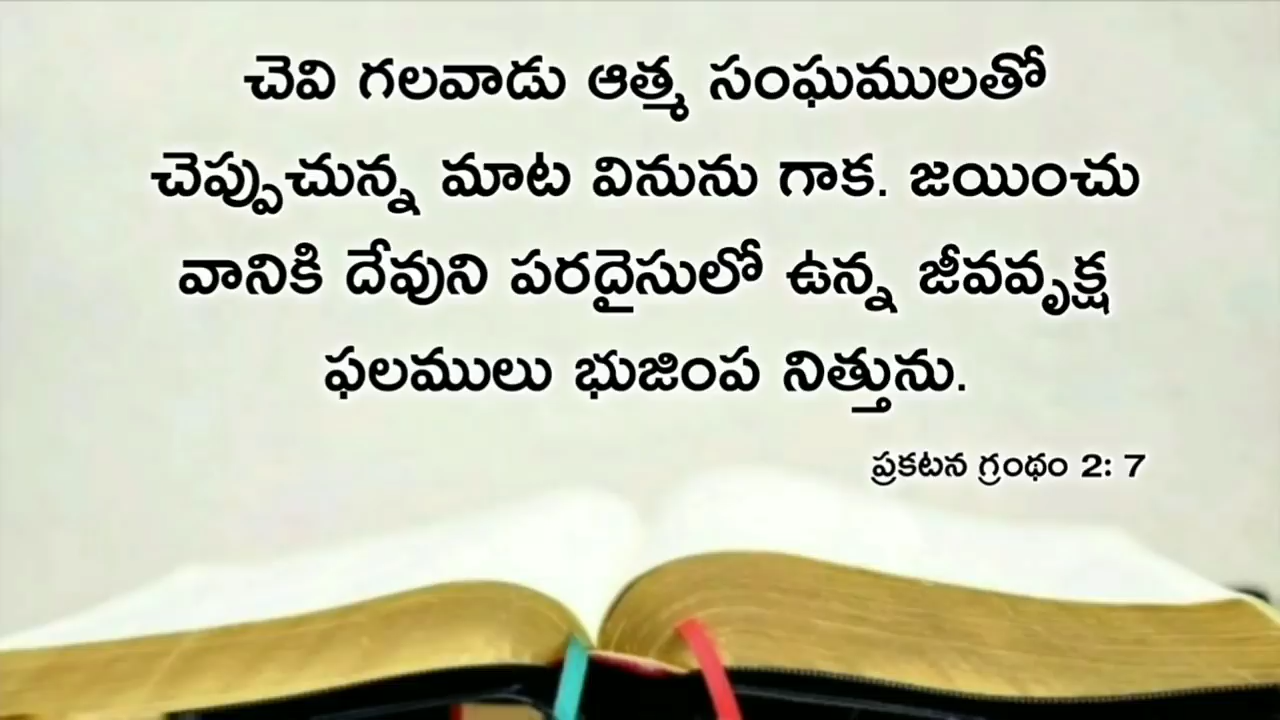 చెవి గలవాడు ఆత్మ సంఘములతో
చెప్పుచున్న మాట వినును గాక. జయించు
వానికి దేవుని పరదైసులో ఉన్న జీవవృక్ష
ఫలములు భుజింప నిత్తును.
ప్రకటన గ్రంథం 2: 7